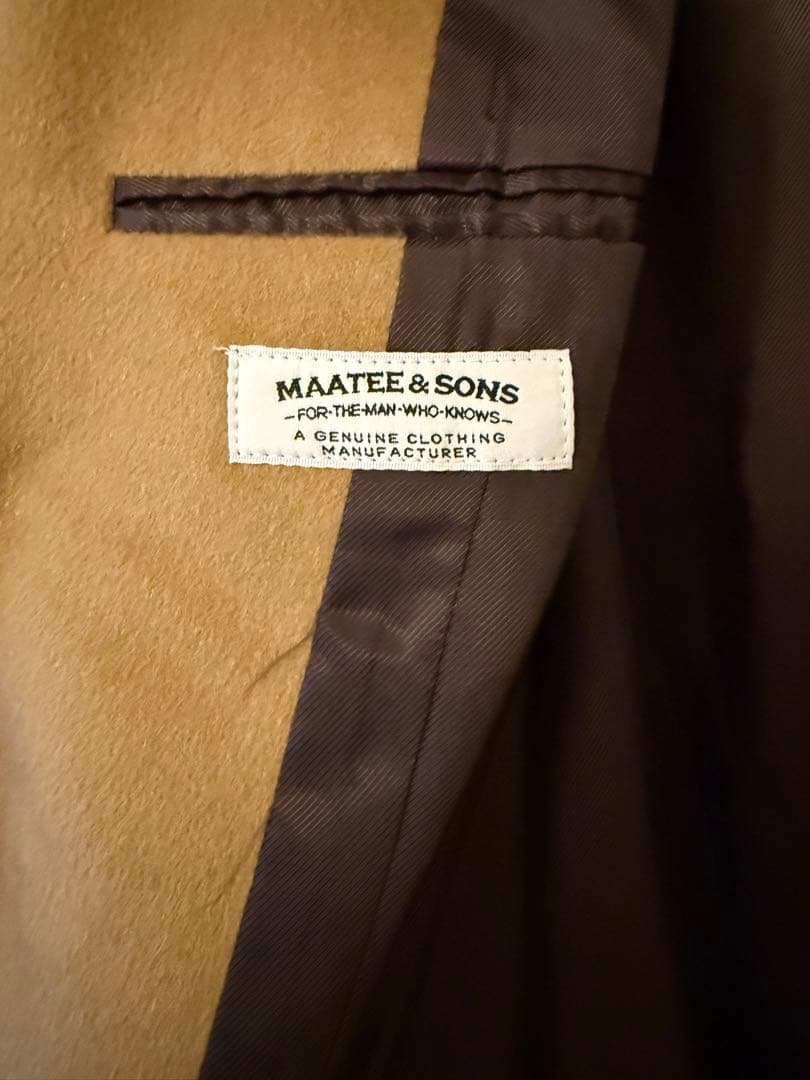 MAATEE & SONS
-FOR-THE-MAN-WHO-KNOWS-
A GENUINE CLOTHING
MANUFACTURER